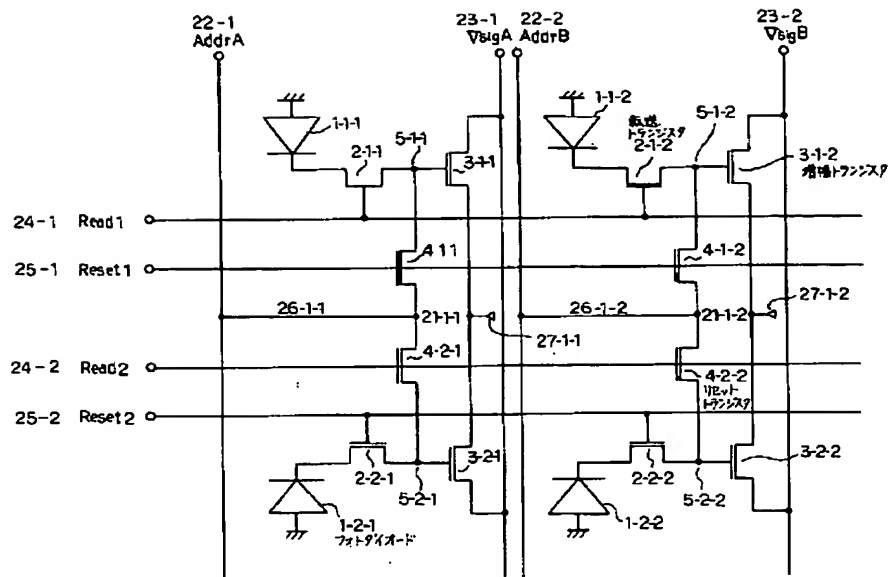 22-1
AddrA
23-1
VsigA
22-2
AddrB
23-2
VsigB
1-1-1
2-1-1
5-1-1
3-1-1
1-1-2
転送
トランジスタ
2-1-2
5-1-2
3-1-2
増幅トランジスタ
24-1 Read1
25-1 Reset1
4-1-1
4-1-2
26-1-1
21-1-1
27-1-1
26-1-2
21-1-2
27-1-2
24-2 Read2
25-2 Reset2
4-2-1
4-2-2
リセット
トランジスタ
2-2-1
5-2-1
3-2-1
2-2-2
5-2-2
3-2-2
1-2-1
フォトダイオード
1-2-2